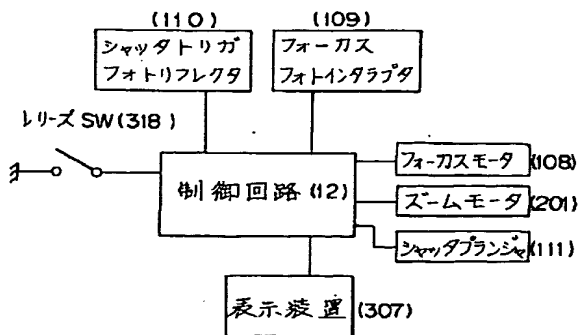 (110)
シャッタトリガ
フォトリフレクタ
(109)
フォーカス
フォトインタラプタ
レリーズ SW(318)
制御回路(12)
フォーカスモータ(108)
ズームモータ(201)
シャッタプランジャ(111)
表示装置(307)